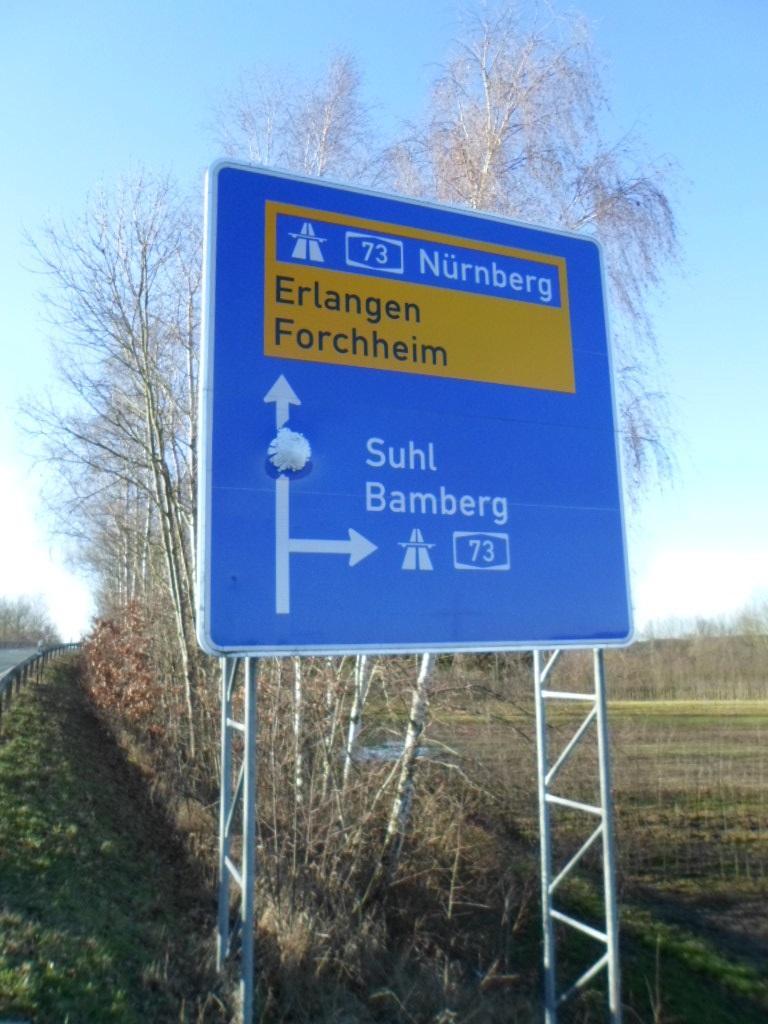 73 Nürnberg
Erlangen
Forchheim
Suhl
Bamberg
73